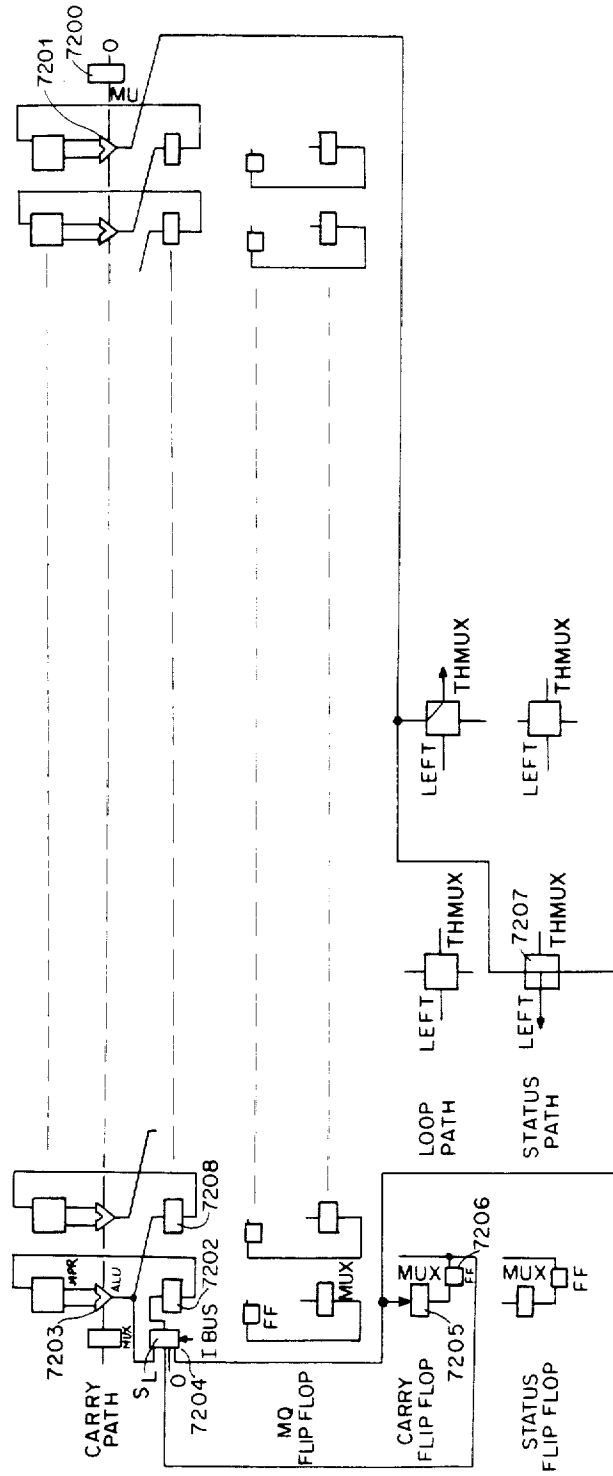 7201
7200
O
MU
7203
MPR
ALU
CARRY
PATH
MUX
7208
7202
SL
O
7204
I BUS
MQ
FLIP FLOP
FF
MUX
CARRY
FLIP FLOP
MUX
FF
7206
7205
STATUS
FLIP FLOP
MUX
FF
LOOP
PATH
LEFT
THMUX
LEFT
THMUX
STATUS
PATH
LEFT
7207
THMUX
LEFT
THMUX